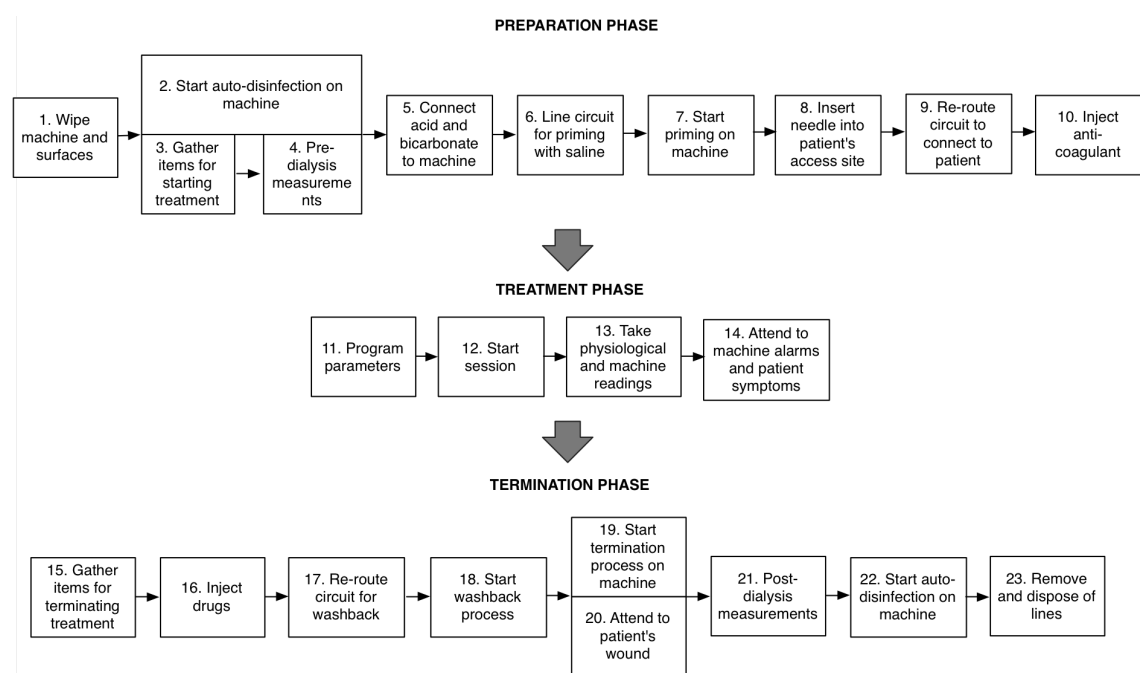 PREPARATION PHASE
1. Wipe
machine and
surfaces
2. Start auto-disinfection on
machine
3. Gather
items for
starting
treatment
4. Pre-
dialysis
measureme
nts
5. Connect
acid and
bicarbonate
to machine
6. Line circuit
for priming
with saline
7. Start
priming on
machine
8. Insert
needle into
patient's
access site
9. Re-route
circuit to
connect to
patient
10. Inject
anti-
coagulant
TREATMENT PHASE
11. Program
parameters
12. Start
session
13. Take
physiological
and machine
readings
14. Attend to
machine alarms
and patient
symptoms
TERMINATION PHASE
15. Gather
items for
terminating
treatment
16. Inject
drugs
17. Re-route
circuit for
washback
18. Start
washback
process
19. Start
termination
process on
machine
20. Attend to
patient's
wound
21. Post-
dialysis
measurements
22. Start auto-
disinfection on
machine
23. Remove
and dispose of
lines